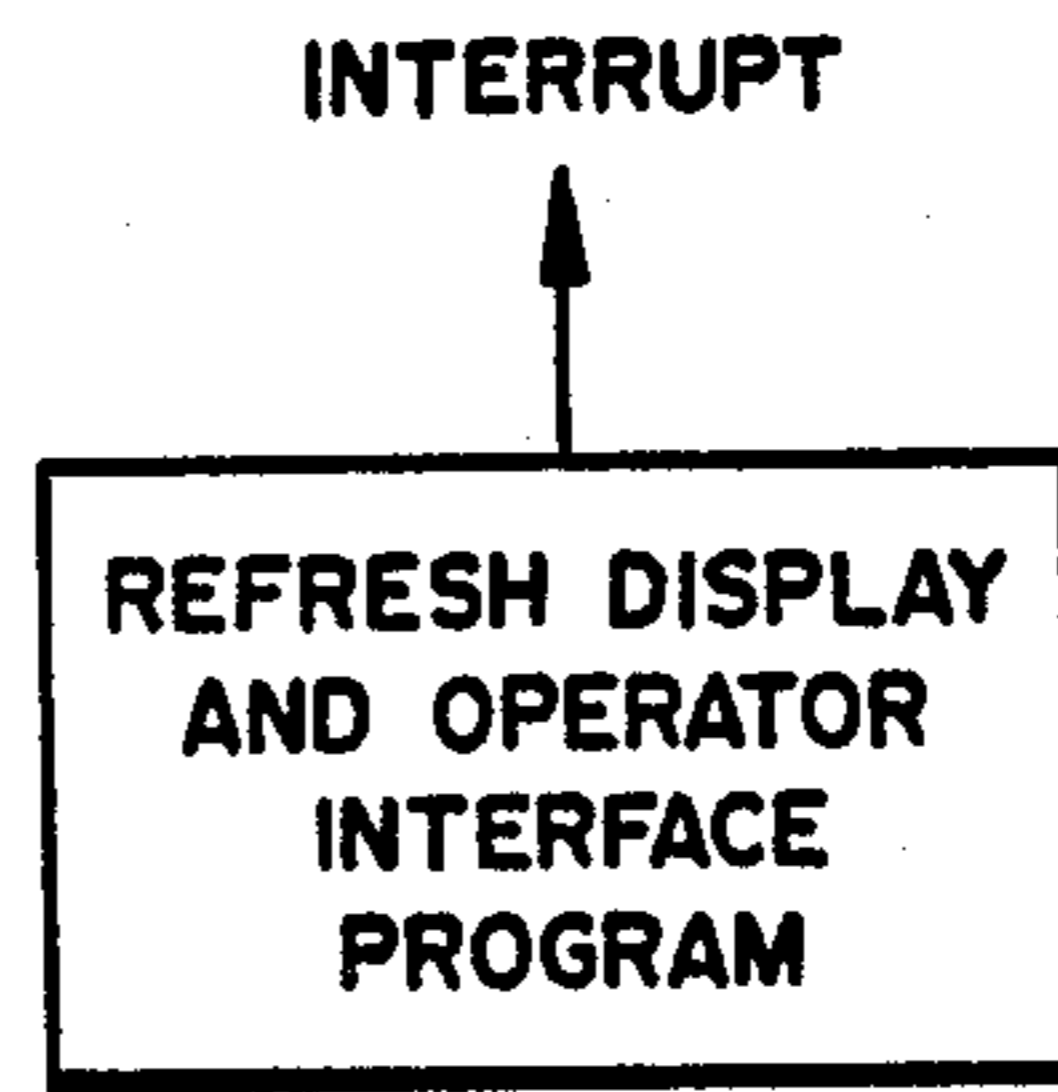 INTERRUPT
REFRESH DISPLAY
AND OPERATOR
INTERFACE
PROGRAM